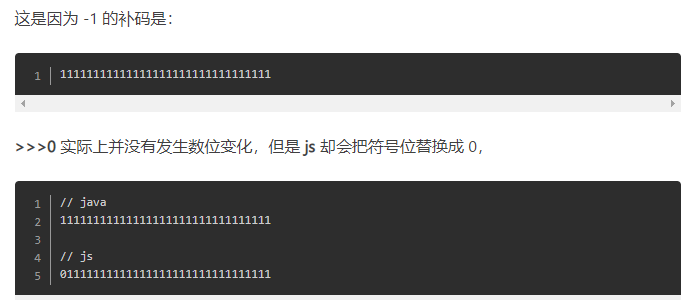 这是因为 -1 的补码是：
1 11111111111111111111111111111111
>>>0 实际上并没有发生数位变化，但是 js 却会把符号位替换成 0，
1 // java
2 11111111111111111111111111111111
3
4 // js
5 01111111111111111111111111111111